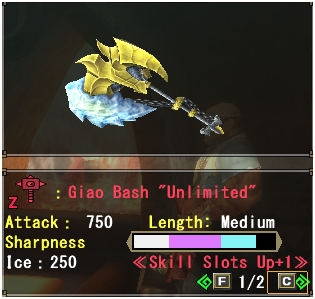 Z : Giao Bash "Unlimited"
Attack : 750 Length: Medium
Sharpness
Ice : 250 ≪Skill Slots Up+1≫
F 1/2 C